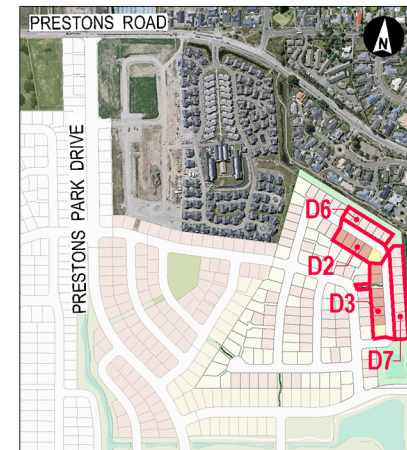 PRESTONS ROAD
N
PRESTONS PARK DRIVE
D6
D2
D3
D7